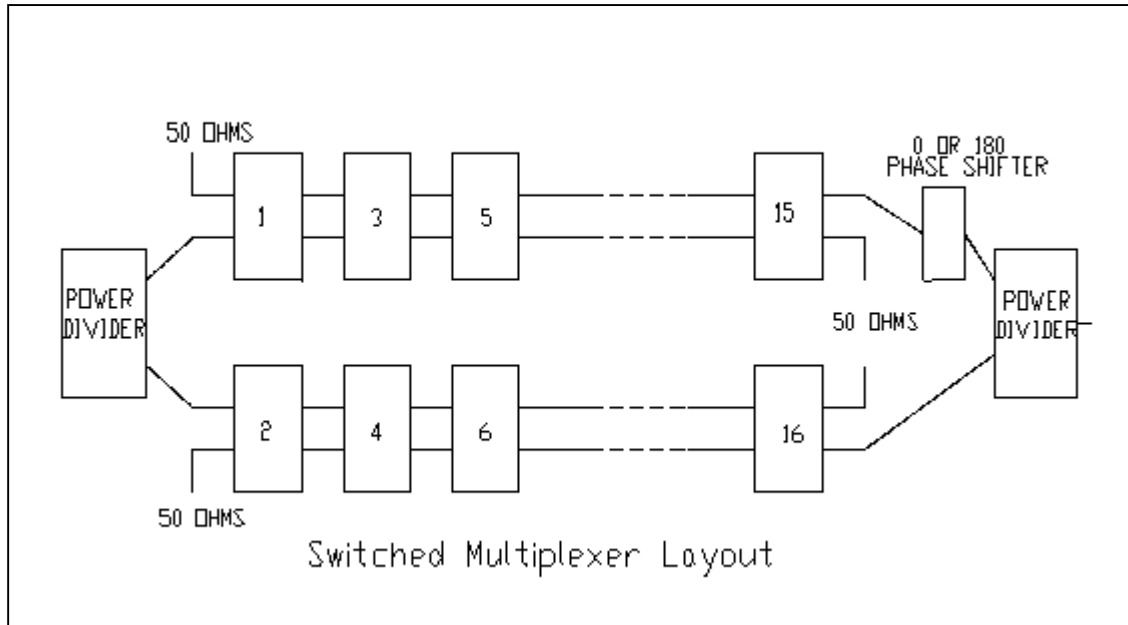 50 OHMS
0 OR 180
PHASE SHIFTER
1
3
5
15
POWER
DIVIDER
POWER
DIVIDER
50 OHMS
2
4
6
16
50 OHMS
Switched Multiplexer Layout